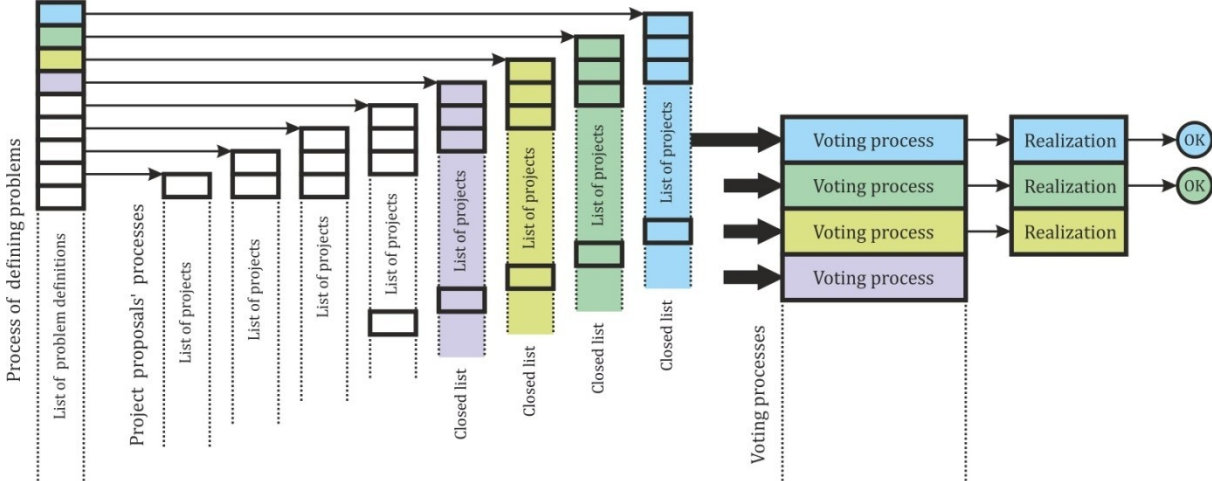 Process of defining problems
List of problem definitions
Project proposals' processes
List of projects
List of projects
List of projects
List of projects
List of projects
Closed list
List of projects
Closed list
List of projects
Closed list
List of projects
Closed list
Voting processes
Voting process
Realization
OK
Voting process
Realization
OK
Voting process
Realization
Voting process